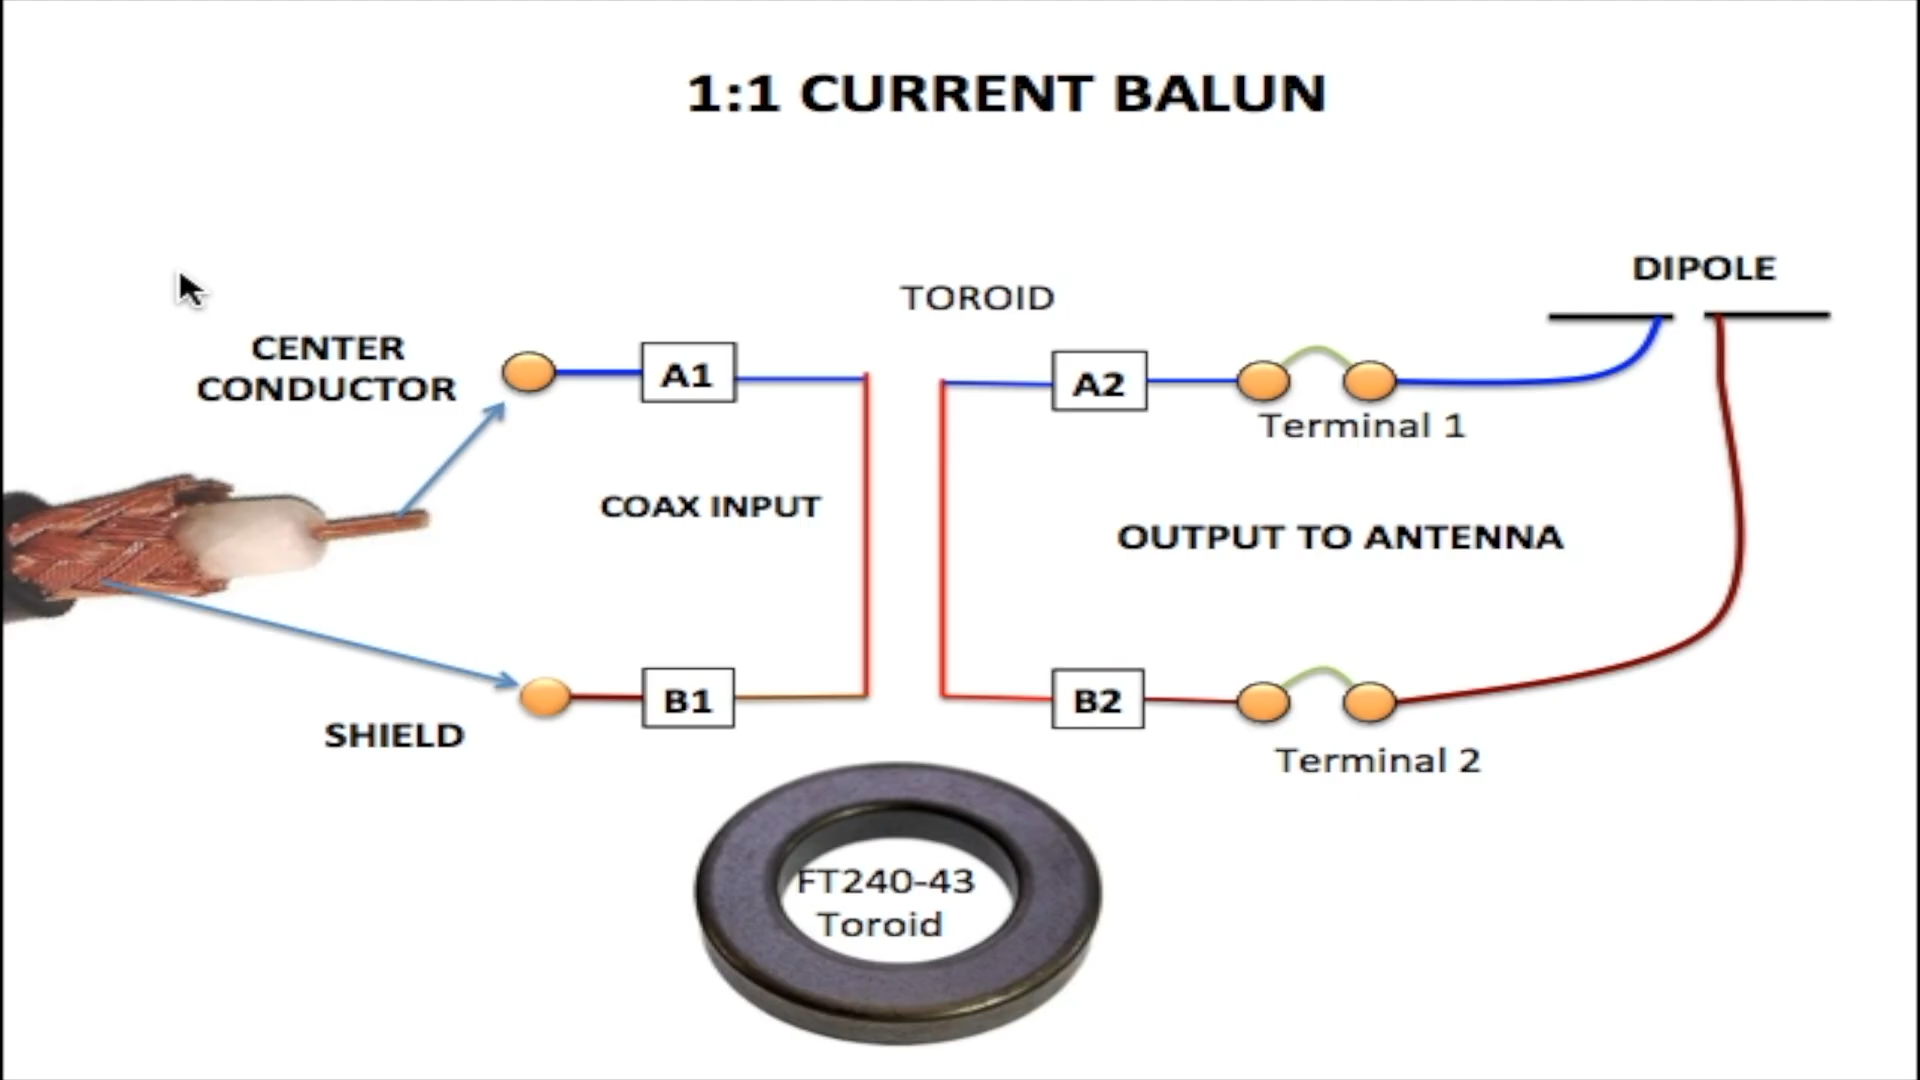 1:1 CURRENT BALUN
DIPOLE
TOROID
CENTER
CONDUCTOR
A1
A2
Terminal 1
COAX INPUT
OUTPUT TO ANTENNA
B1
B2
SHIELD
Terminal 2
FT240-43
Toroid